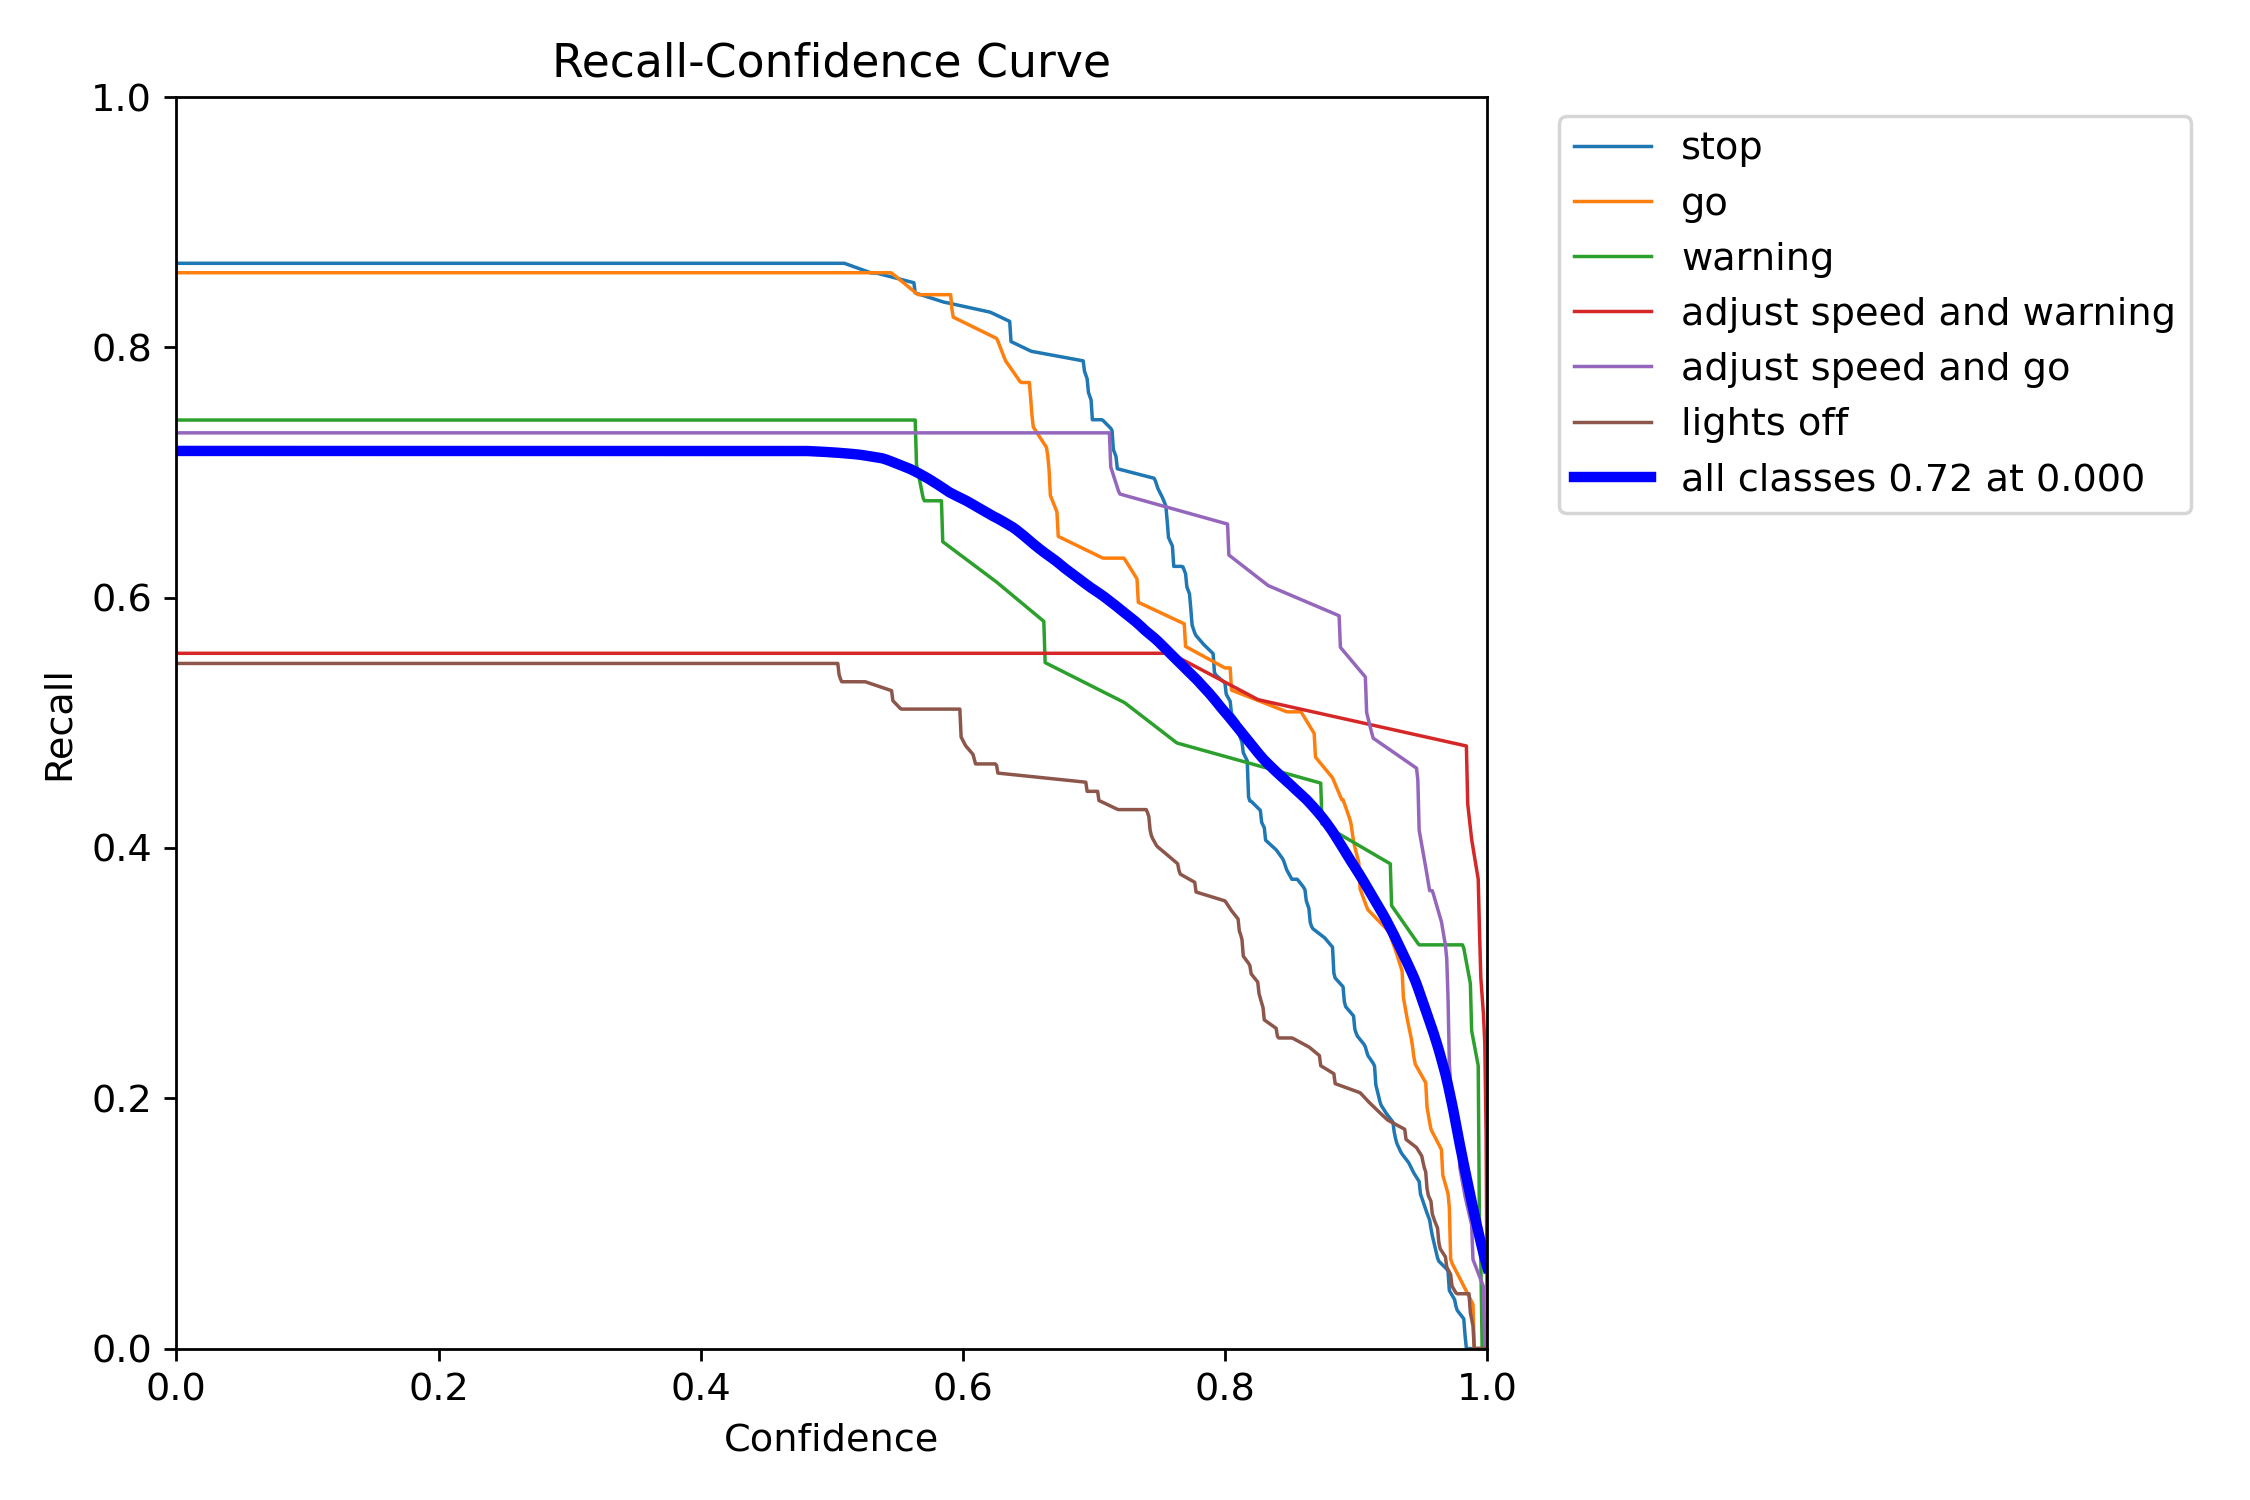 Recall-Confidence Curve
1.0
0.8
0.6
0.4
0.2
0.0
Recall
0.0 0.2 0.4 0.6 0.8 1.0
Confidence
stop
go
warning
adjust speed and warning
adjust speed and go
lights off
all classes 0.72 at 0.000